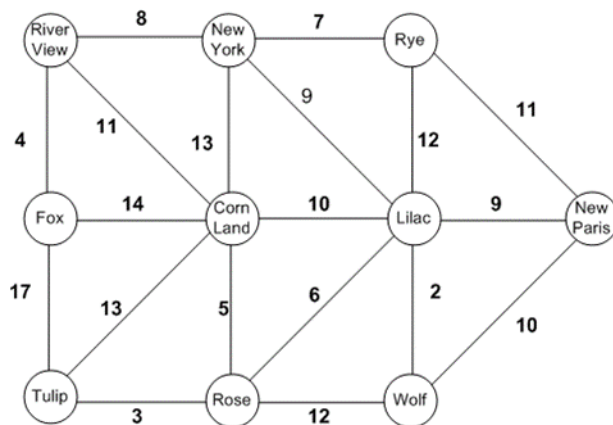 8
7
River
View
New
York
Rye
9
11
11
13
12
4
14
10
9
Fox
Corn
Land
Lilac
New
Paris
17
13
5
6
2
10
Tulip
Rose
Wolf
3
12